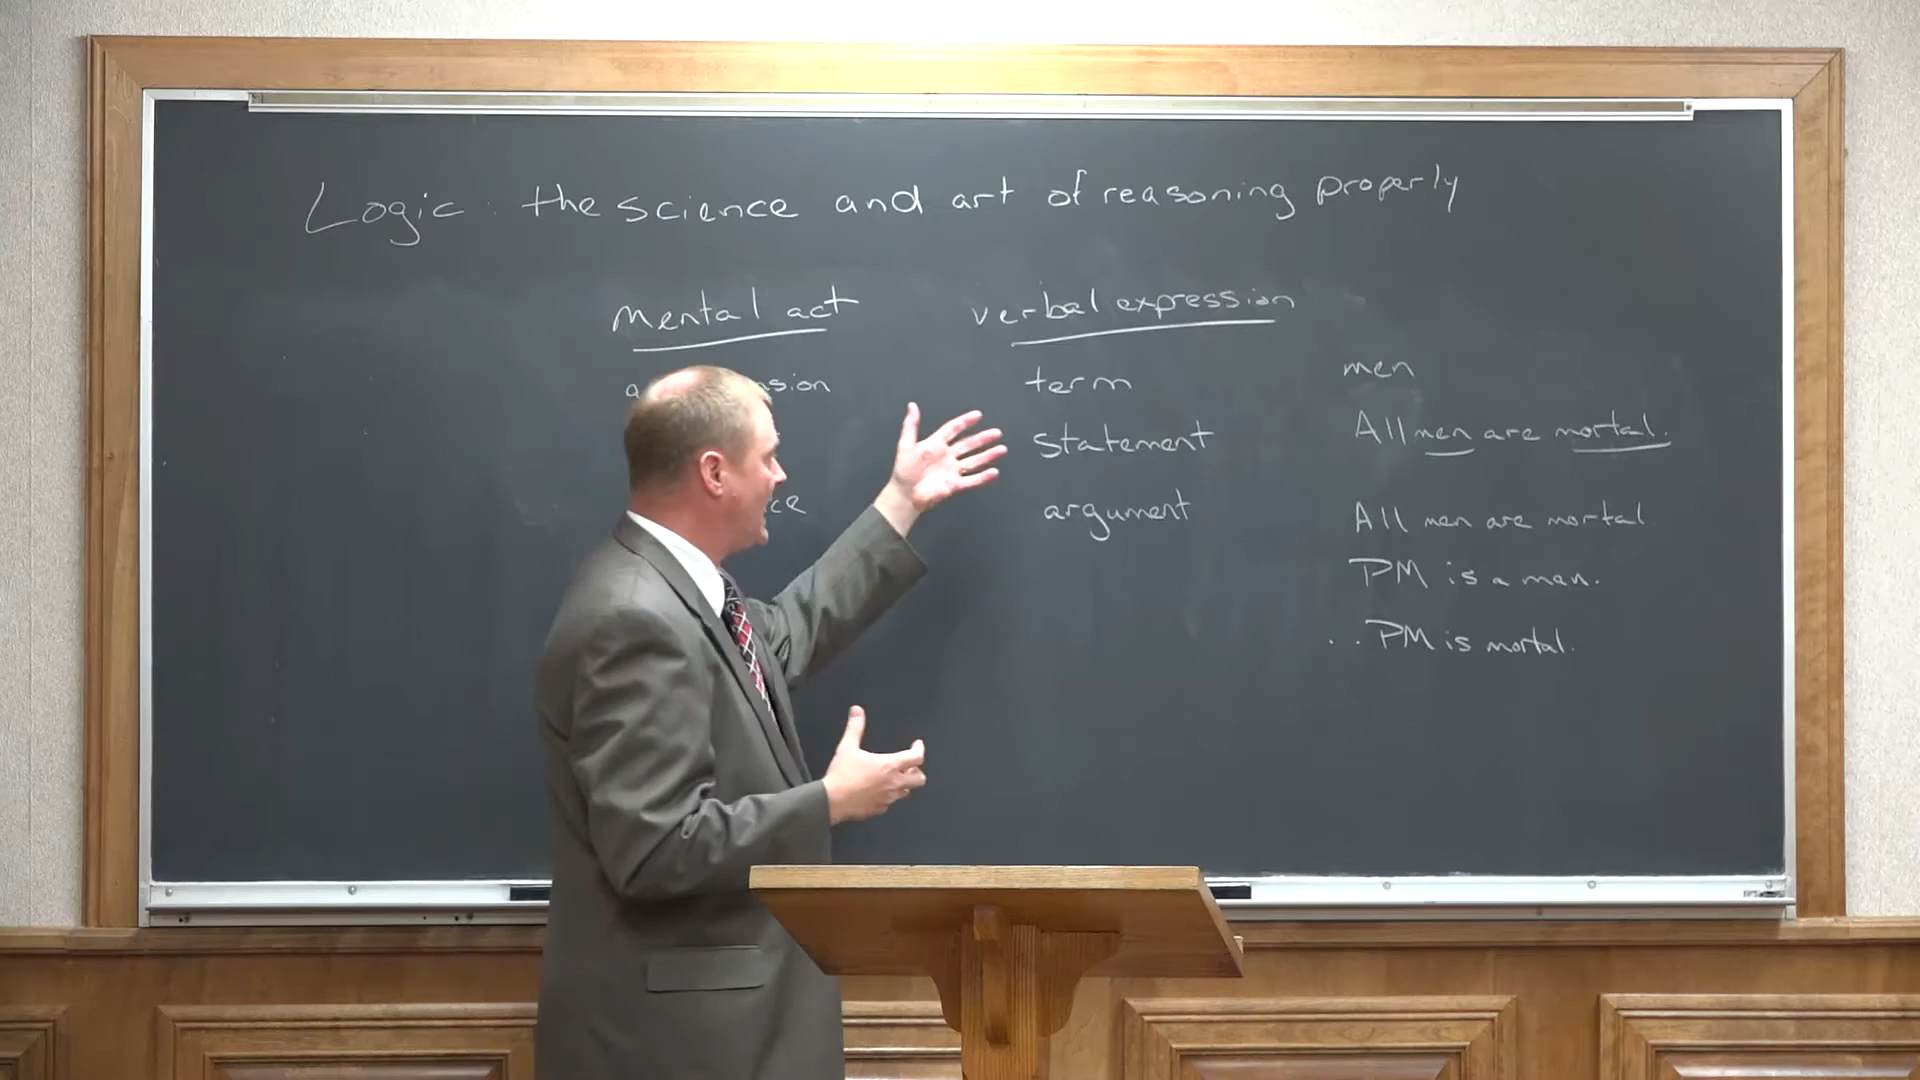 Logic: the science and art of reasoning properly
mental act verbal expression
term men
statement All men are mortal.
argument All men are mortal
PM is a man.
∴ PM is mortal.